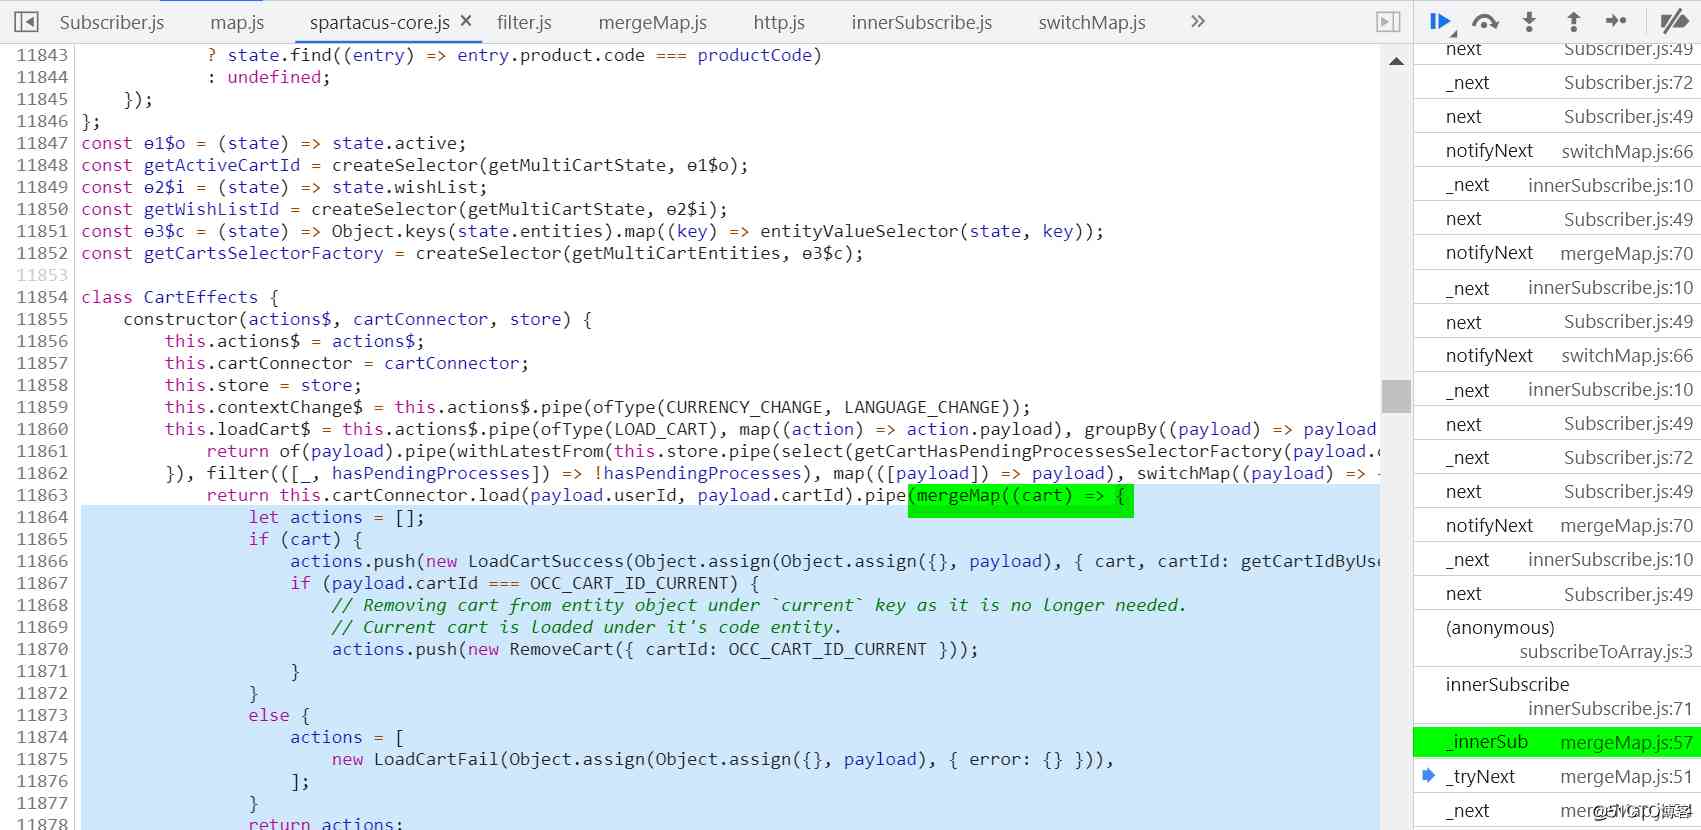 Subscriber.js map.js spartacus-core.js × filter.js mergeMap.js http.js innerSubscribe.js switchMap.js »
11843 ? state.find((entry) => entry.product.code === productCode)
11844 : undefined;
11845 });
11846 };
11847 const ɵ1$o = (state) => state.active;
11848 const getActiveCartId = createSelector(getMultiCartState, ɵ1$o);
11849 const ɵ2$i = (state) => state.wishList;
11850 const getWishListId = createSelector(getMultiCartState, ɵ2$i);
11851 const ɵ3$c = (state) => Object.keys(state.entities).map((key) => entityValueSelector(state, key));
11852 const getCartsSelectorFactory = createSelector(getMultiCartEntities, ɵ3$c);
11853
11854 class CartEffects {
11855 constructor(actions$, cartConnector, store) {
11856 this.actions$ = actions$;
11857 this.cartConnector = cartConnector;
11858 this.store = store;
11859 this.contextChange$ = this.actions$.pipe(ofType(CURRENCY_CHANGE, LANGUAGE_CHANGE));
11860 this.loadCart$ = this.actions$.pipe(ofType(LOAD_CART), map((action) => action.payload), groupBy((payload) => payload
11861 return of(payload).pipe(withLatestFrom(this.store.pipe(select(getCartHasPendingProcessesSelectorFactory(payload.c
11862 }), filter(([_, hasPendingProcesses]) => !hasPendingProcesses), map(([payload]) => payload), switchMap((payload) =>
11863 return this.cartConnector.load(payload.userId, payload.cartId).pipe(mergeMap((cart) => {
11864 let actions = [];
11865 if (cart) {
11866 actions.push(new LoadCartSuccess(Object.assign(Object.assign({}, payload), { cart, cartId: getCartIdByUse
11867 if (payload.cartId === OCC_CART_ID_CURRENT) {
11868 // Removing cart from entity object under `current` key as it is no longer needed.
11869 // Current cart is loaded under it's code entity.
11870 actions.push(new RemoveCart({ cartId: OCC_CART_ID_CURRENT }));
11871 }
11872 }
11873 else {
11874 actions = [
11875 new LoadCartFail(Object.assign(Object.assign({}, payload), { error: {} })),
11876 ];
11877 }
11878 return actions;
next Subscriber.js:49
_next Subscriber.js:72
next Subscriber.js:49
notifyNext switchMap.js:66
_next innerSubscribe.js:10
next Subscriber.js:49
notifyNext mergeMap.js:70
_next innerSubscribe.js:10
next Subscriber.js:49
notifyNext switchMap.js:66
_next innerSubscribe.js:10
next Subscriber.js:49
_next Subscriber.js:72
next Subscriber.js:49
notifyNext mergeMap.js:70
_next innerSubscribe.js:10
next Subscriber.js:49
(anonymous)
subscribeToArray.js:3
innerSubscribe
innerSubscribe.js:71
_innerSub mergeMap.js:57
_tryNext mergeMap.js:51
_next
@51CTO博客